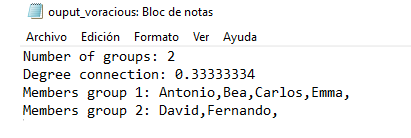 ouput_voracious: Bloc de notas
Archivo Edición Formato Ver Ayuda
Number of groups: 2
Degree connection: 0.33333334
Members group 1: Antonio,Bea,Carlos,Emma,
Members group 2: David,Fernando,